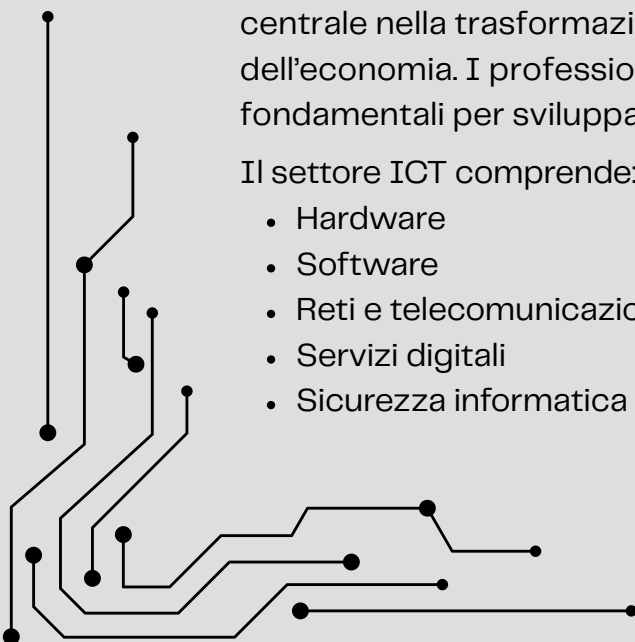 centrale nella trasformazi
dell'economia. I professio
fondamentali per sviluppa
Il settore ICT comprende:
• Hardware
• Software
• Reti e telecomunicazio
• Servizi digitali
• Sicurezza informatica